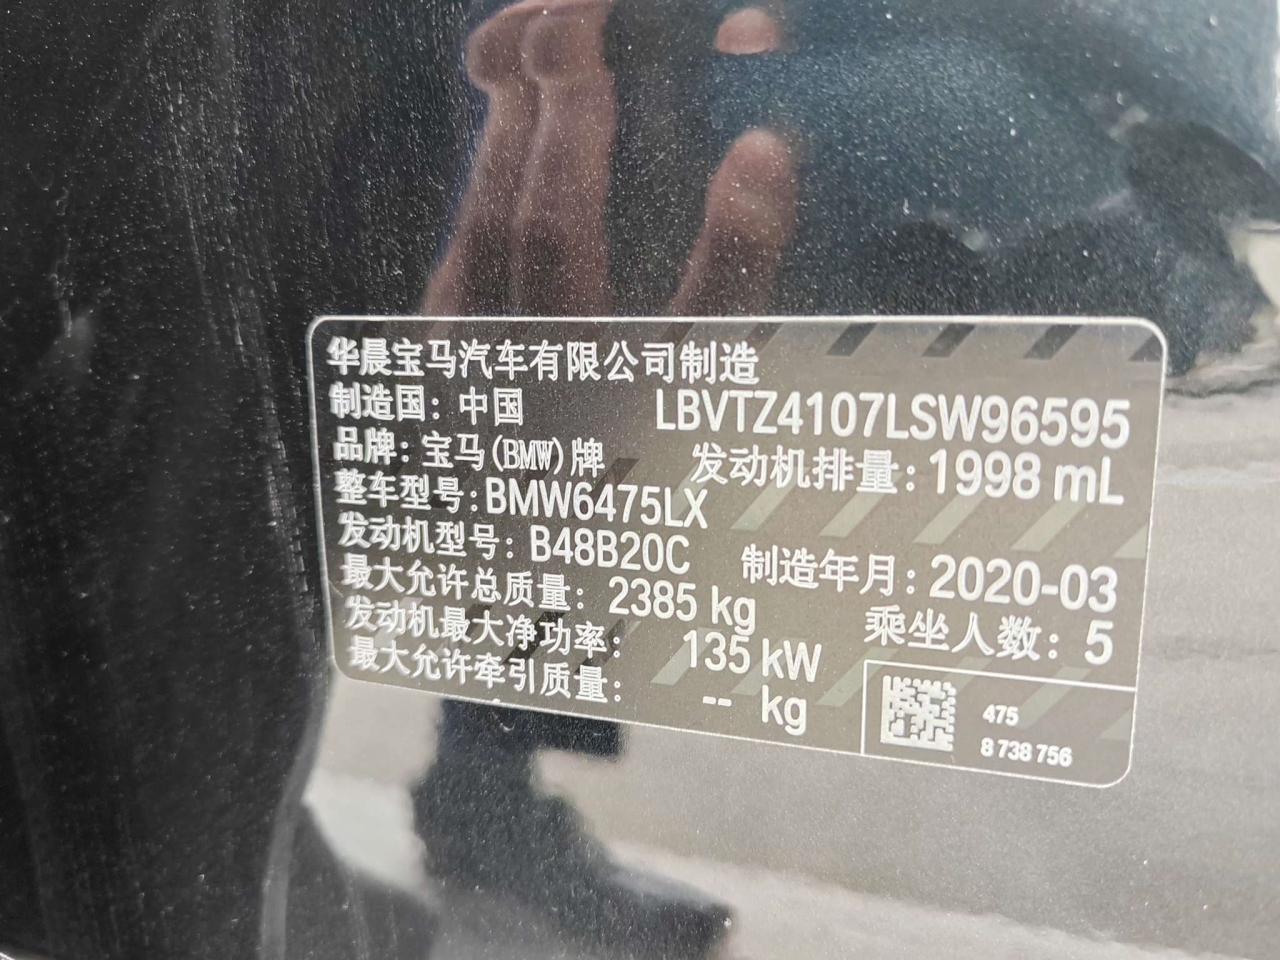 华晨宝马汽车有限公司制造
制造国：中国 LBVTZ4107LSW96595
品牌：宝马(BMW)牌 发动机排量：1998 mL
整车型号：BMW6475LX
发动机型号：B48B20C 制造年月：2020-03
最大允许总质量：2385 kg 乘坐人数：5
发动机最大净功率：135 kW
最大允许牵引质量：-- kg
475
8 738 756